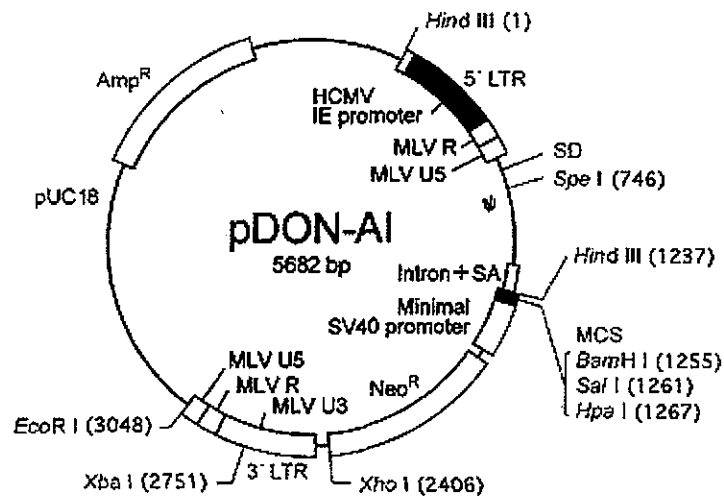 Hind III (1)
Amp^R
5´ LTR
HCMV
IE promoter
MLV R
MLV U5
SD
Spe I (746)
ψ
pUC18
pDON-AI
5682 bp
Intron+SA
Hind III (1237)
Minimal
SV40 promoter
MCS
BamH I (1255)
Sal I (1261)
Hpa I (1267)
Neo^R
MLV U5
MLV R
MLV U3
EcoR I (3048)
3´ LTR
Xba I (2751)
Xho I (2406)